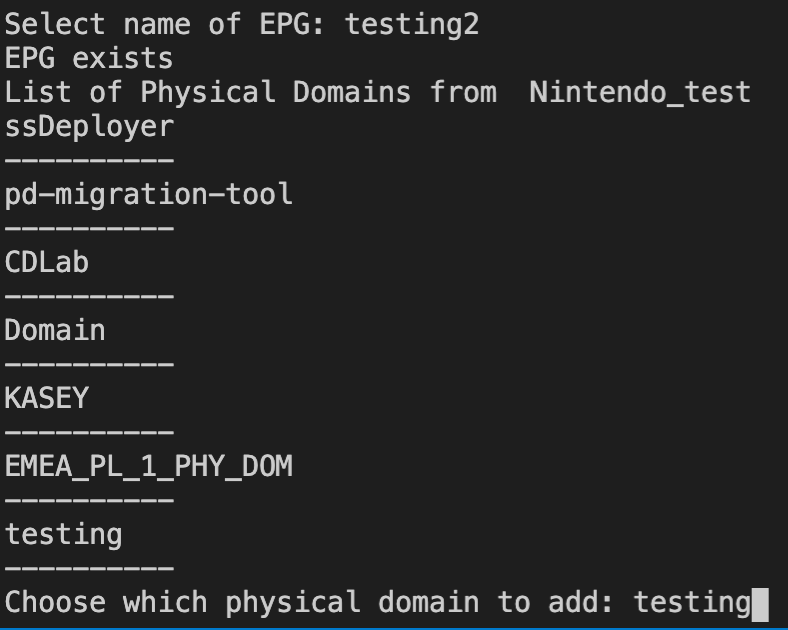 Select name of EPG: testing2
EPG exists
List of Physical Domains from  Nintendo_test
ssDeployer
----------
pd-migration-tool
----------
CDLab
----------
Domain
----------
KASEY
----------
EMEA_PL_1_PHY_DOM
----------
testing
----------
Choose which physical domain to add: testing